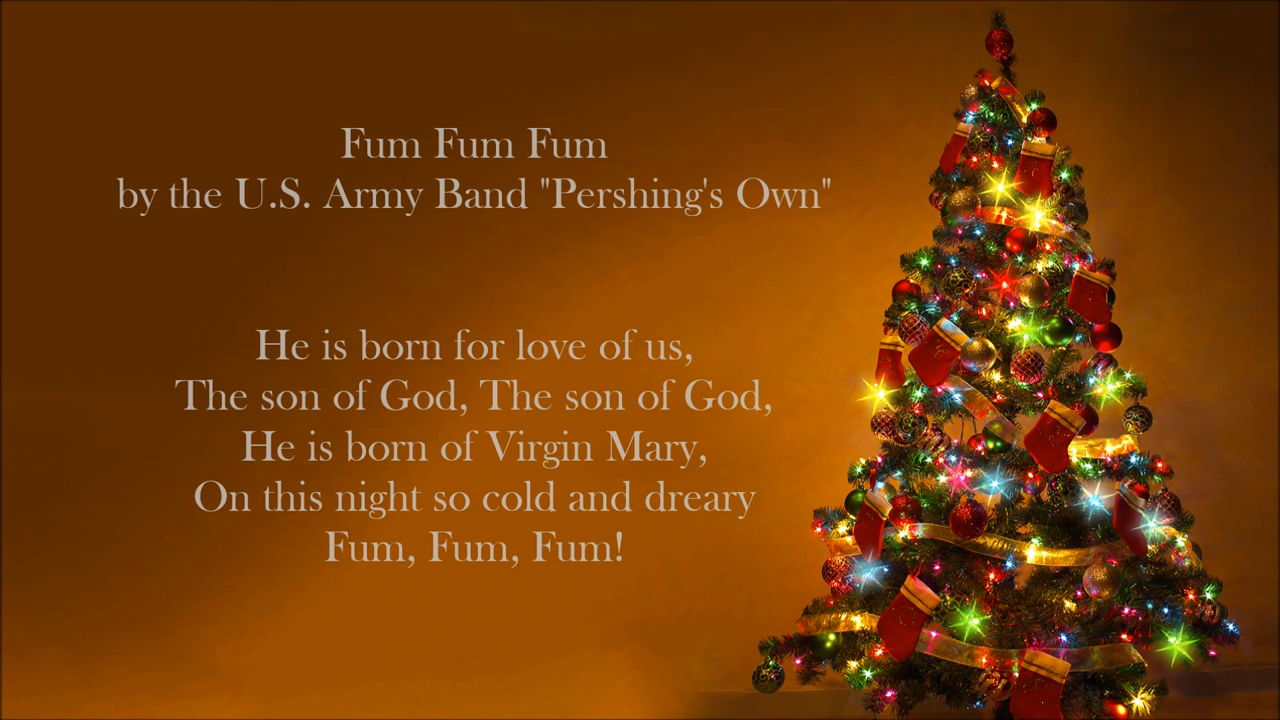 Fum Fum Fum
by the U.S. Army Band "Pershing's Own"
He is born for love of us,
The son of God, The son of God,
He is born of Virgin Mary,
On this night so cold and dreary
Fum, Fum, Fum!